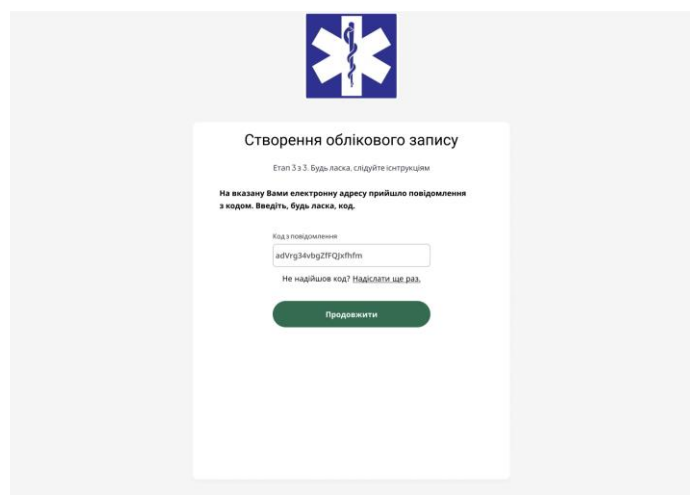 Створення облікового запису
Етап 3 з 3. Будь ласка, слідуйте існтрукціям
На вказану Вами електронну адресу прийшло повідомлення
з кодом. Введіть, будь ласка, код.
Код з повідомлення
adVrg34vbgZfFQJxfhfm
Не надійшов код? Надіслати ще раз.
Продовжити